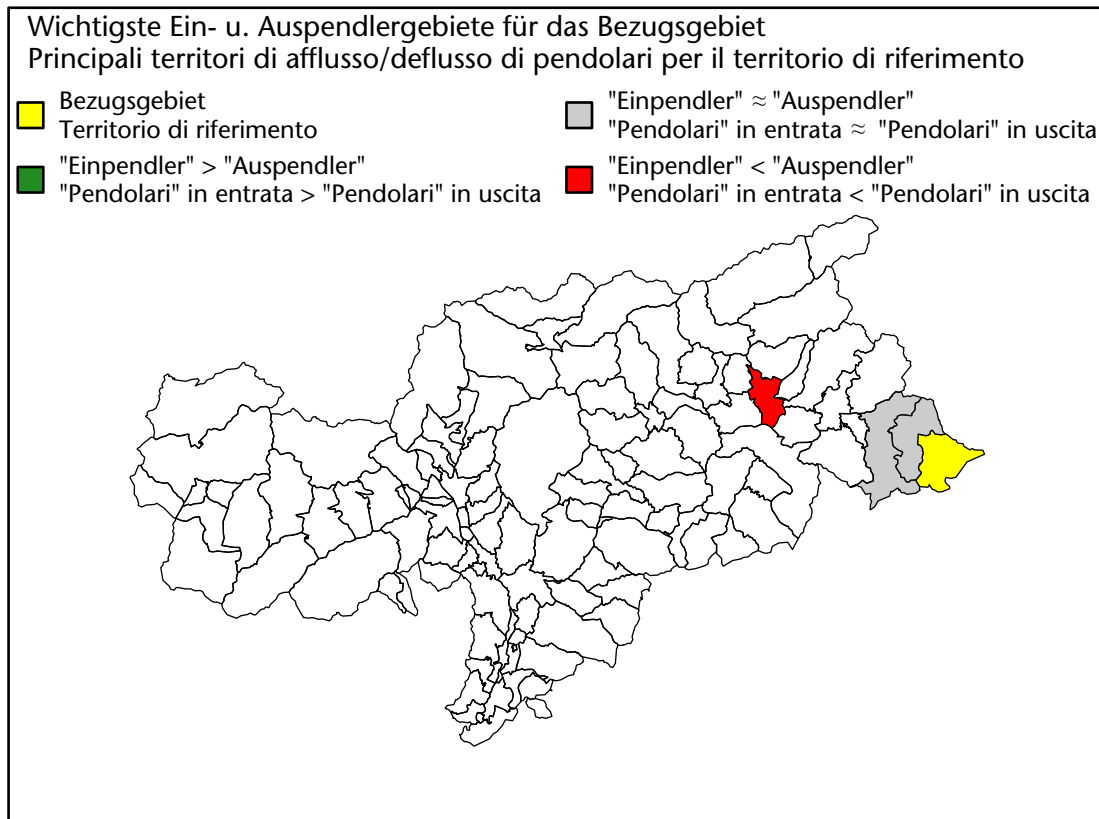 Wichtigste Ein- u. Auspendlergebiete für das Bezugsgebiet
Principali territori di afflusso/deflusso di pendolari per il territorio di riferimento
Bezugsgebiet
Territorio di riferimento
"Einpendler" > "Auspendler"
"Pendolari" in entrata > "Pendolari" in uscita
"Einpendler" ≈ "Auspendler"
"Pendolari" in entrata ≈ "Pendolari" in uscita
"Einpendler" < "Auspendler"
"Pendolari" in entrata < "Pendolari" in uscita